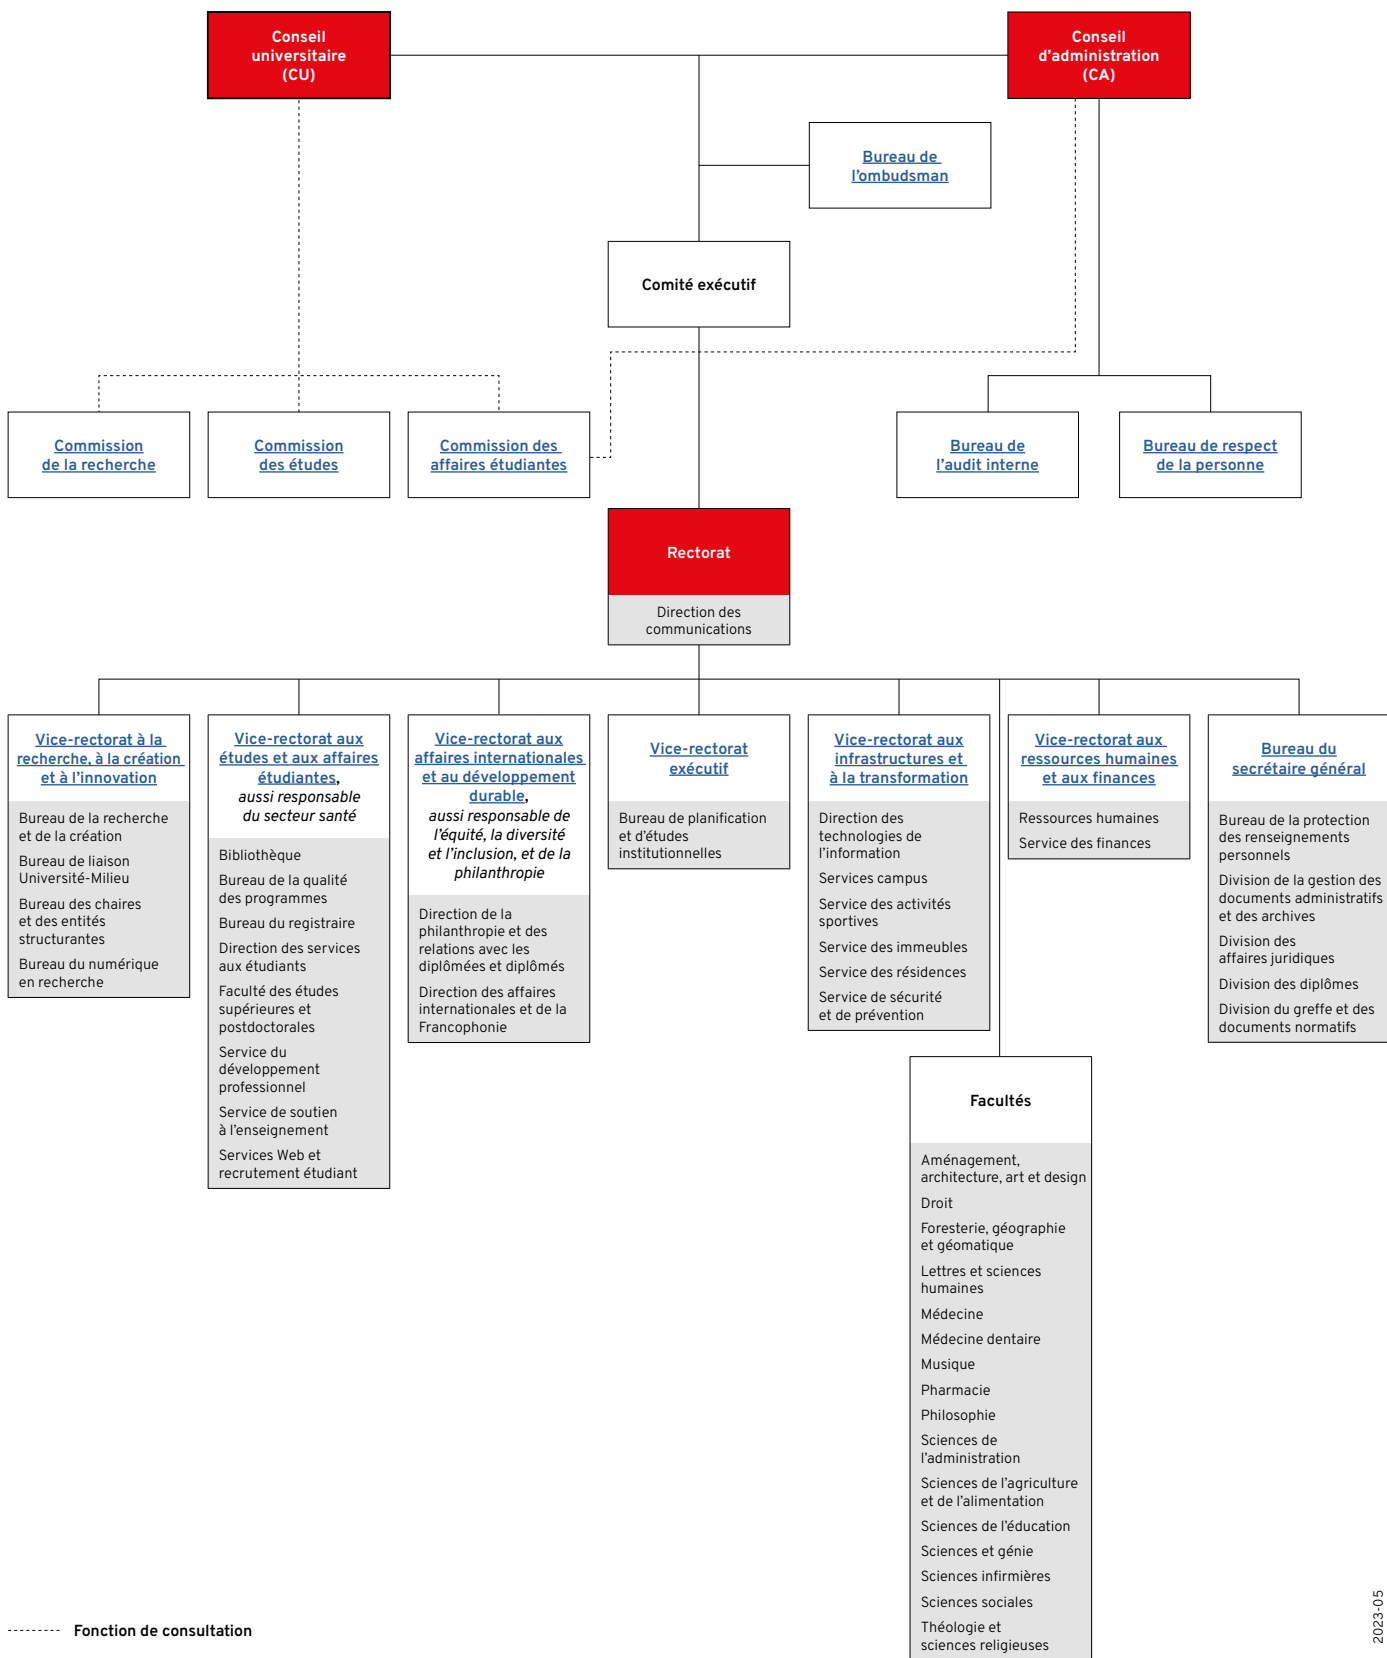 Conseil
universitaire
(CU)
Conseil
d’administration
(CA)
Bureau de
l’ombudsman
Comité exécutif
Commission
de la recherche
Commission
des études
Commission des
affaires étudiantes
Bureau de
l’audit interne
Bureau de respect
de la personne
Rectorat
Direction des
communications
Vice-rectorat à la
recherche, à la création
et à l’innovation
Bureau de la recherche
et de la création
Bureau de liaison
Université-Milieu
Bureau des chaires
et des entités
structurantes
Bureau du numérique
en recherche
Vice-rectorat aux
études et aux affaires
étudiantes,
aussi responsable
du secteur santé
Bibliothèque
Bureau de la qualité
des programmes
Bureau du registraire
Direction des services
aux étudiants
Faculté des études
supérieures et
postdoctorales
Service du
développement
professionnel
Service de soutien
à l’enseignement
Services Web et
recrutement étudiant
Vice-rectorat aux
affaires internationales
et au développement
durable,
aussi responsable de
l’équité, la diversité
et l’inclusion, et de la
philanthropie
Direction de la
philanthropie et des
relations avec les
diplômées et diplômés
Direction des affaires
internationales et de la
Francophonie
Vice-rectorat
exécutif
Bureau de planification
et d’études
institutionnelles
Vice-rectorat aux
infrastructures et
à la transformation
Direction des
technologies de
l’information
Services campus
Service des activités
sportives
Service des immeubles
Service des résidences
Service de sécurité
et de prévention
Vice-rectorat aux
ressources humaines
et aux finances
Ressources humaines
Service des finances
Bureau du
secrétaire général
Bureau de la protection
des renseignements
personnels
Division de la gestion des
documents administratifs
et des archives
Division des
affaires juridiques
Division des diplômes
Division du greffe et des
documents normatifs
Facultés
Aménagement,
architecture, art et design
Droit
Foresterie, géographie
et géomatique
Lettres et sciences
humaines
Médecine
Médecine dentaire
Musique
Pharmacie
Philosophie
Sciences de
l’administration
Sciences de l’agriculture
et de l’alimentation
Sciences de l’éducation
Sciences et génie
Sciences infirmières
Sciences sociales
Théologie et
sciences religieuses
Fonction de consultation
2023-05